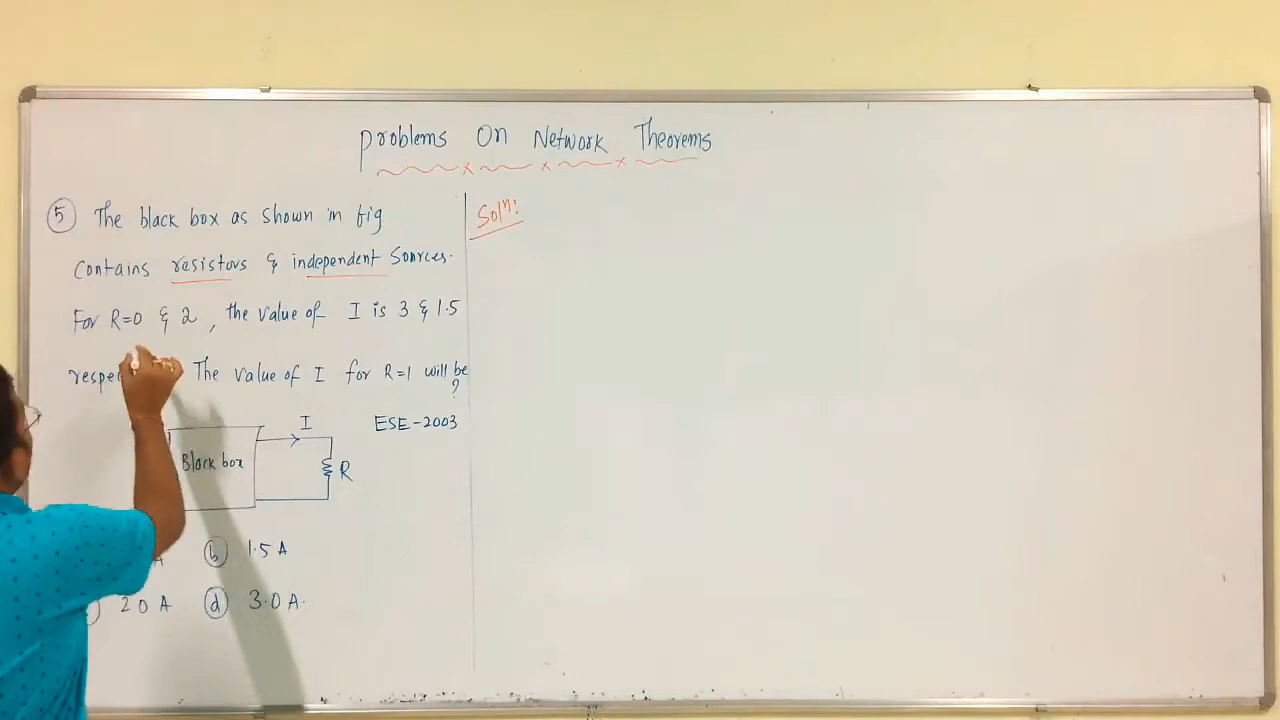 Problems On Network Theorems
⑤ The black box as shown in fig
Contains resistors & independent Sources.
For R=0 & 2, the value of I is 3 & 1.5
The value of I for R=1 will be
?
ESE-2003
I
Black box
R
ⓑ 1.5 A
2.0 A ⓓ 3.0 A.
Solⁿ: